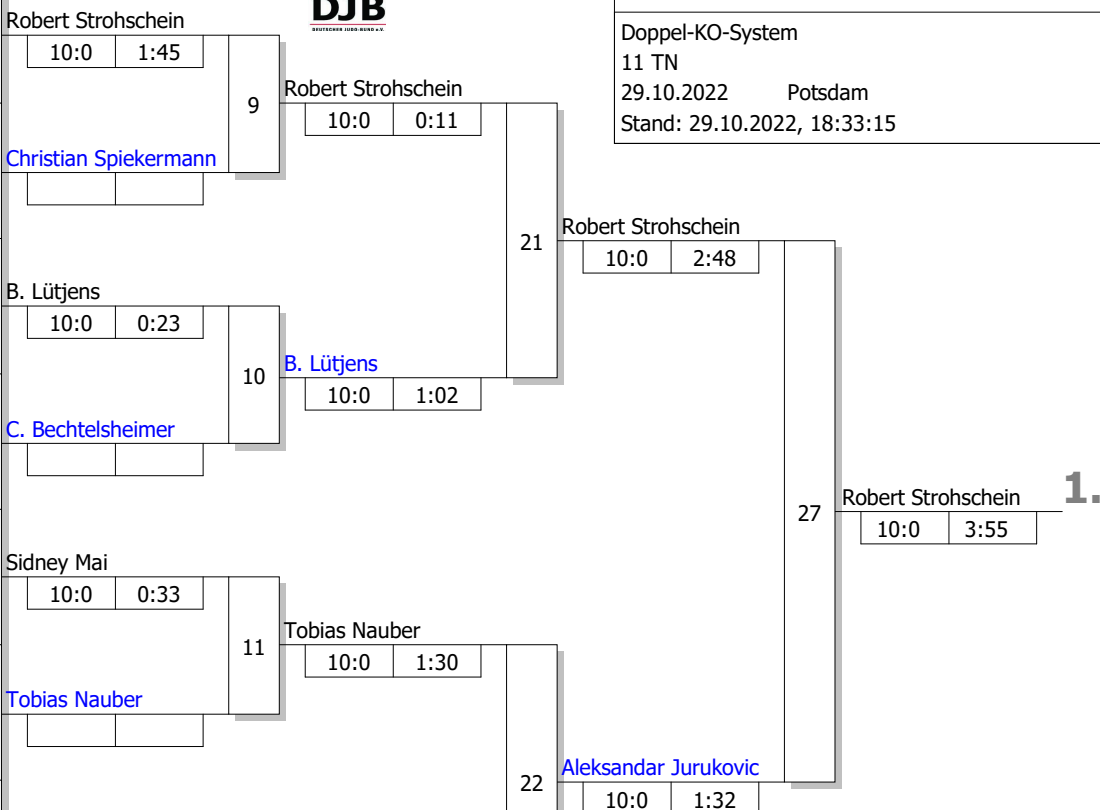 DJB
DEUTSCHER JUDO-BUND e.V.
Doppel-KO-System
11 TN
29.10.2022 Potsdam
Stand: 29.10.2022, 18:33:15
Robert Strohschein
10:0 1:45
9
Christian Spiekermann
Robert Strohschein
10:0 0:11
21
B. Lütjens
10:0 0:23
10
C. Bechtelsheimer
B. Lütjens
10:0 1:02
Robert Strohschein
10:0 2:48
27
Robert Strohschein
1.
10:0 3:55
Sidney Mai
10:0 0:33
11
Tobias Nauber
Tobias Nauber
10:0 1:30
22
Aleksandar Jurukovic
10:0 1:32